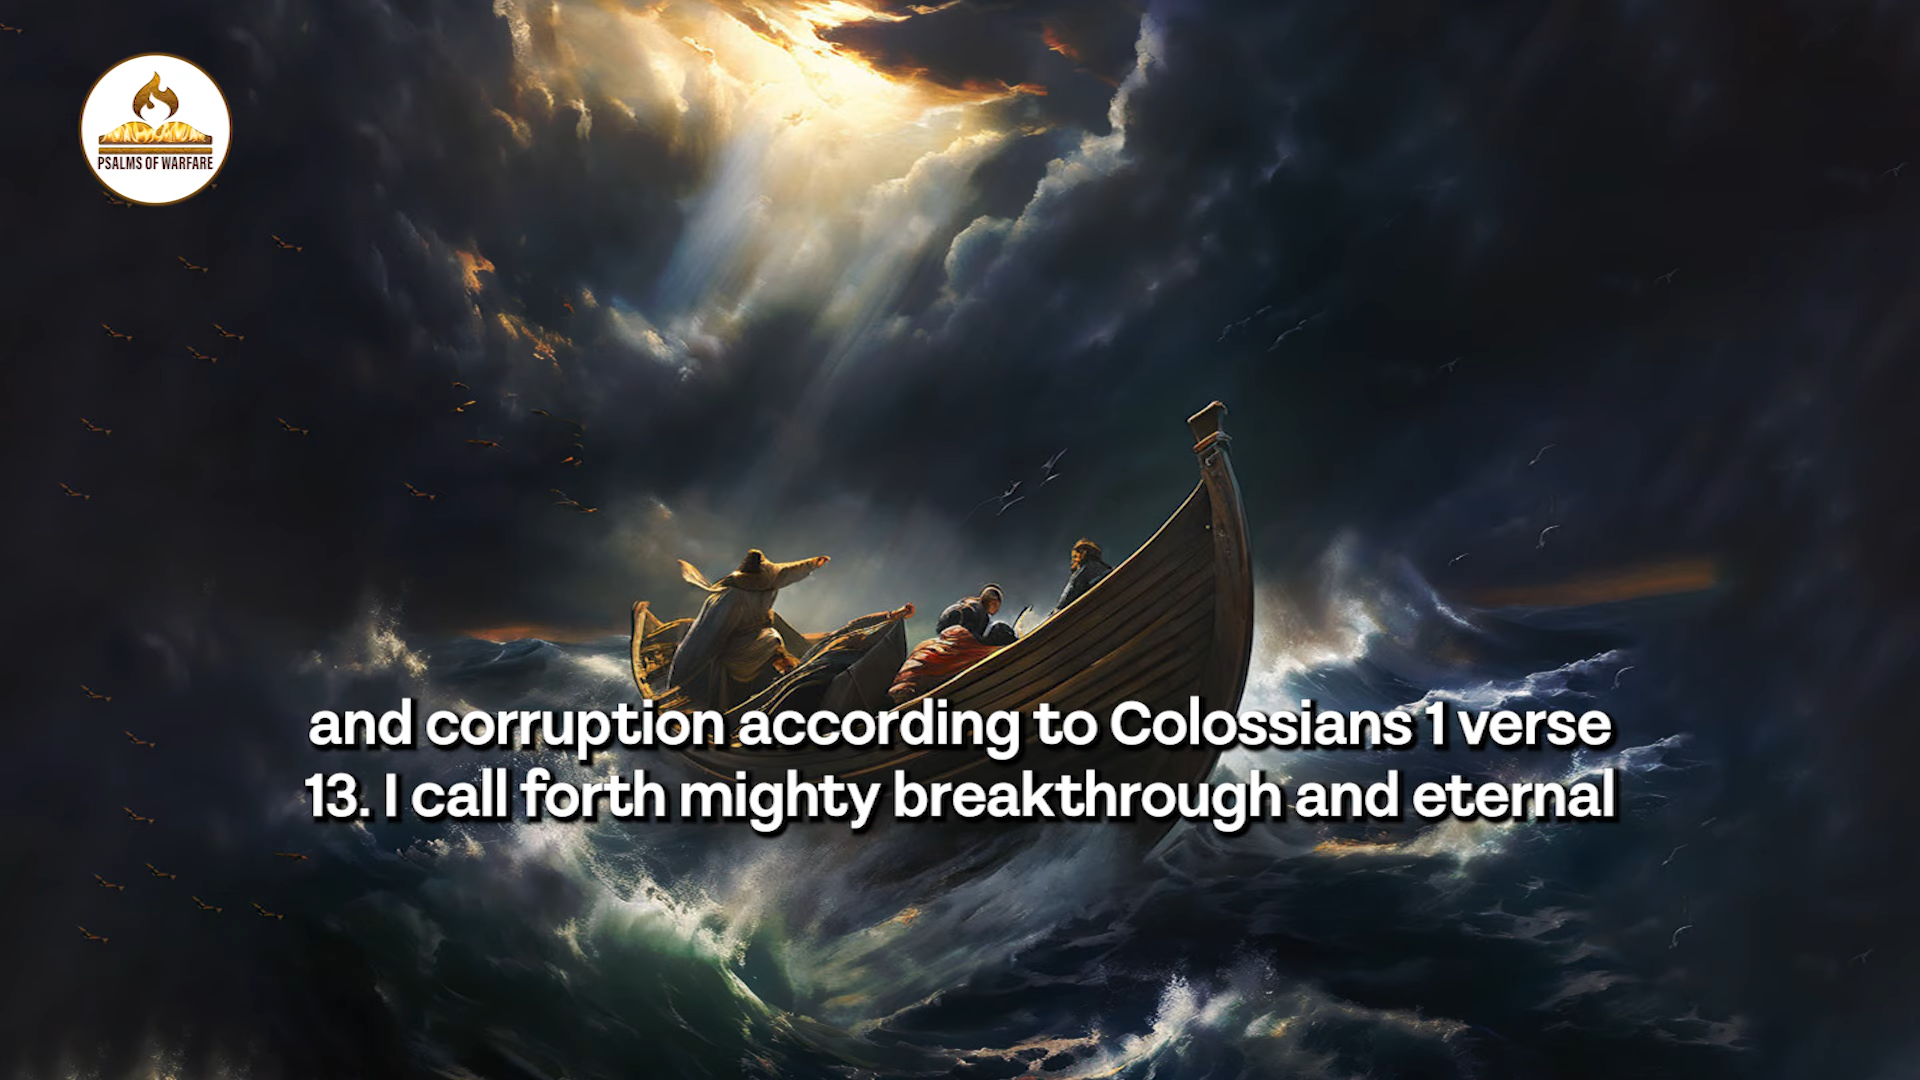 PSALMS OF WARFARE
and corruption according to Colossians 1 verse
13. I call forth mighty breakthrough and eternal